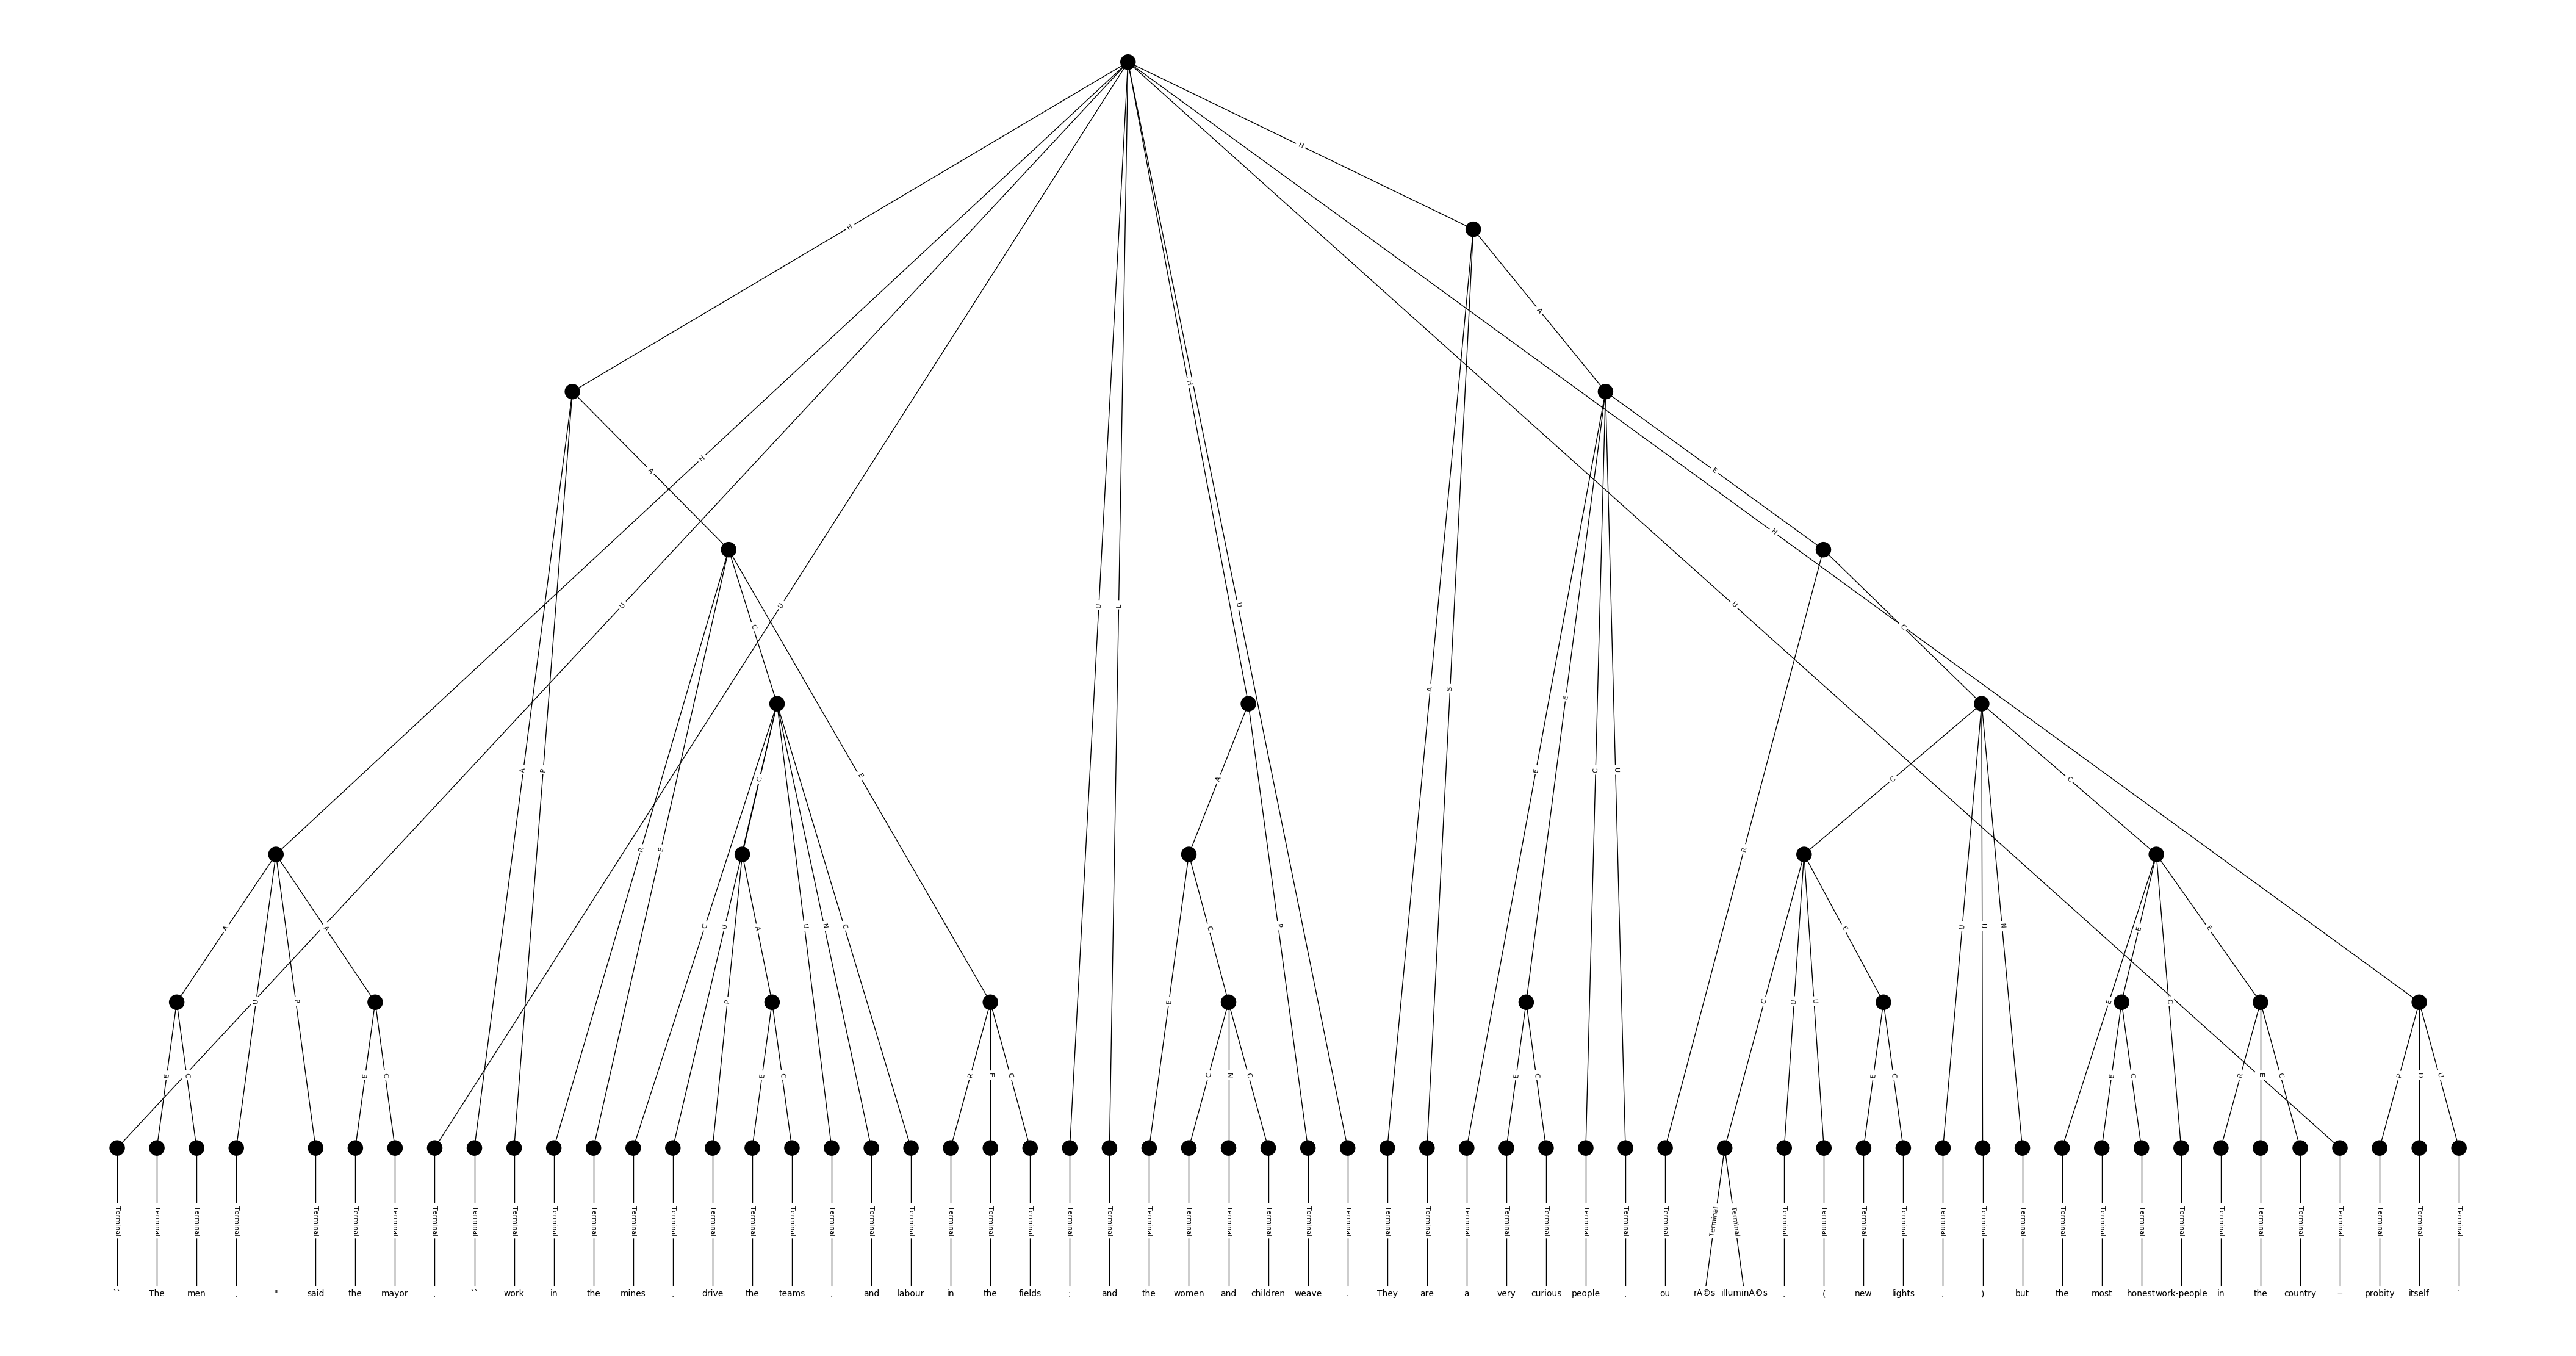 H
H
A
H
H
A E
H
U U U L U U
C C
A S E
A P C E A E C U C C
R E R
A A C U A U N C C P E U U N E E
U P P E C U U E C
E C E C E C R E C C N C E C E C E C R E C P D U
Terminal Terminal Terminal Terminal Terminal Terminal Terminal Terminal Terminal Terminal Terminal Terminal Terminal Terminal Terminal Terminal Terminal Terminal Terminal Terminal Terminal Terminal Terminal Terminal Terminal Terminal Terminal Terminal Terminal Terminal Terminal Terminal Terminal Terminal Terminal Terminal Terminal Terminal Terminal Terminal Terminal Terminal Terminal Terminal Terminal Terminal Terminal Terminal Terminal Terminal Terminal Terminal Terminal Terminal Terminal Terminal Terminal Terminal Terminal
`` The men , " said the mayor , `` work in the mines , drive the teams , and labour in the fields ; and the women and children weave . They are a very curious people , ou rÃ©s illuminÃ©s , ( new lights , ) but the most honest work-people in the country -- probity itself '